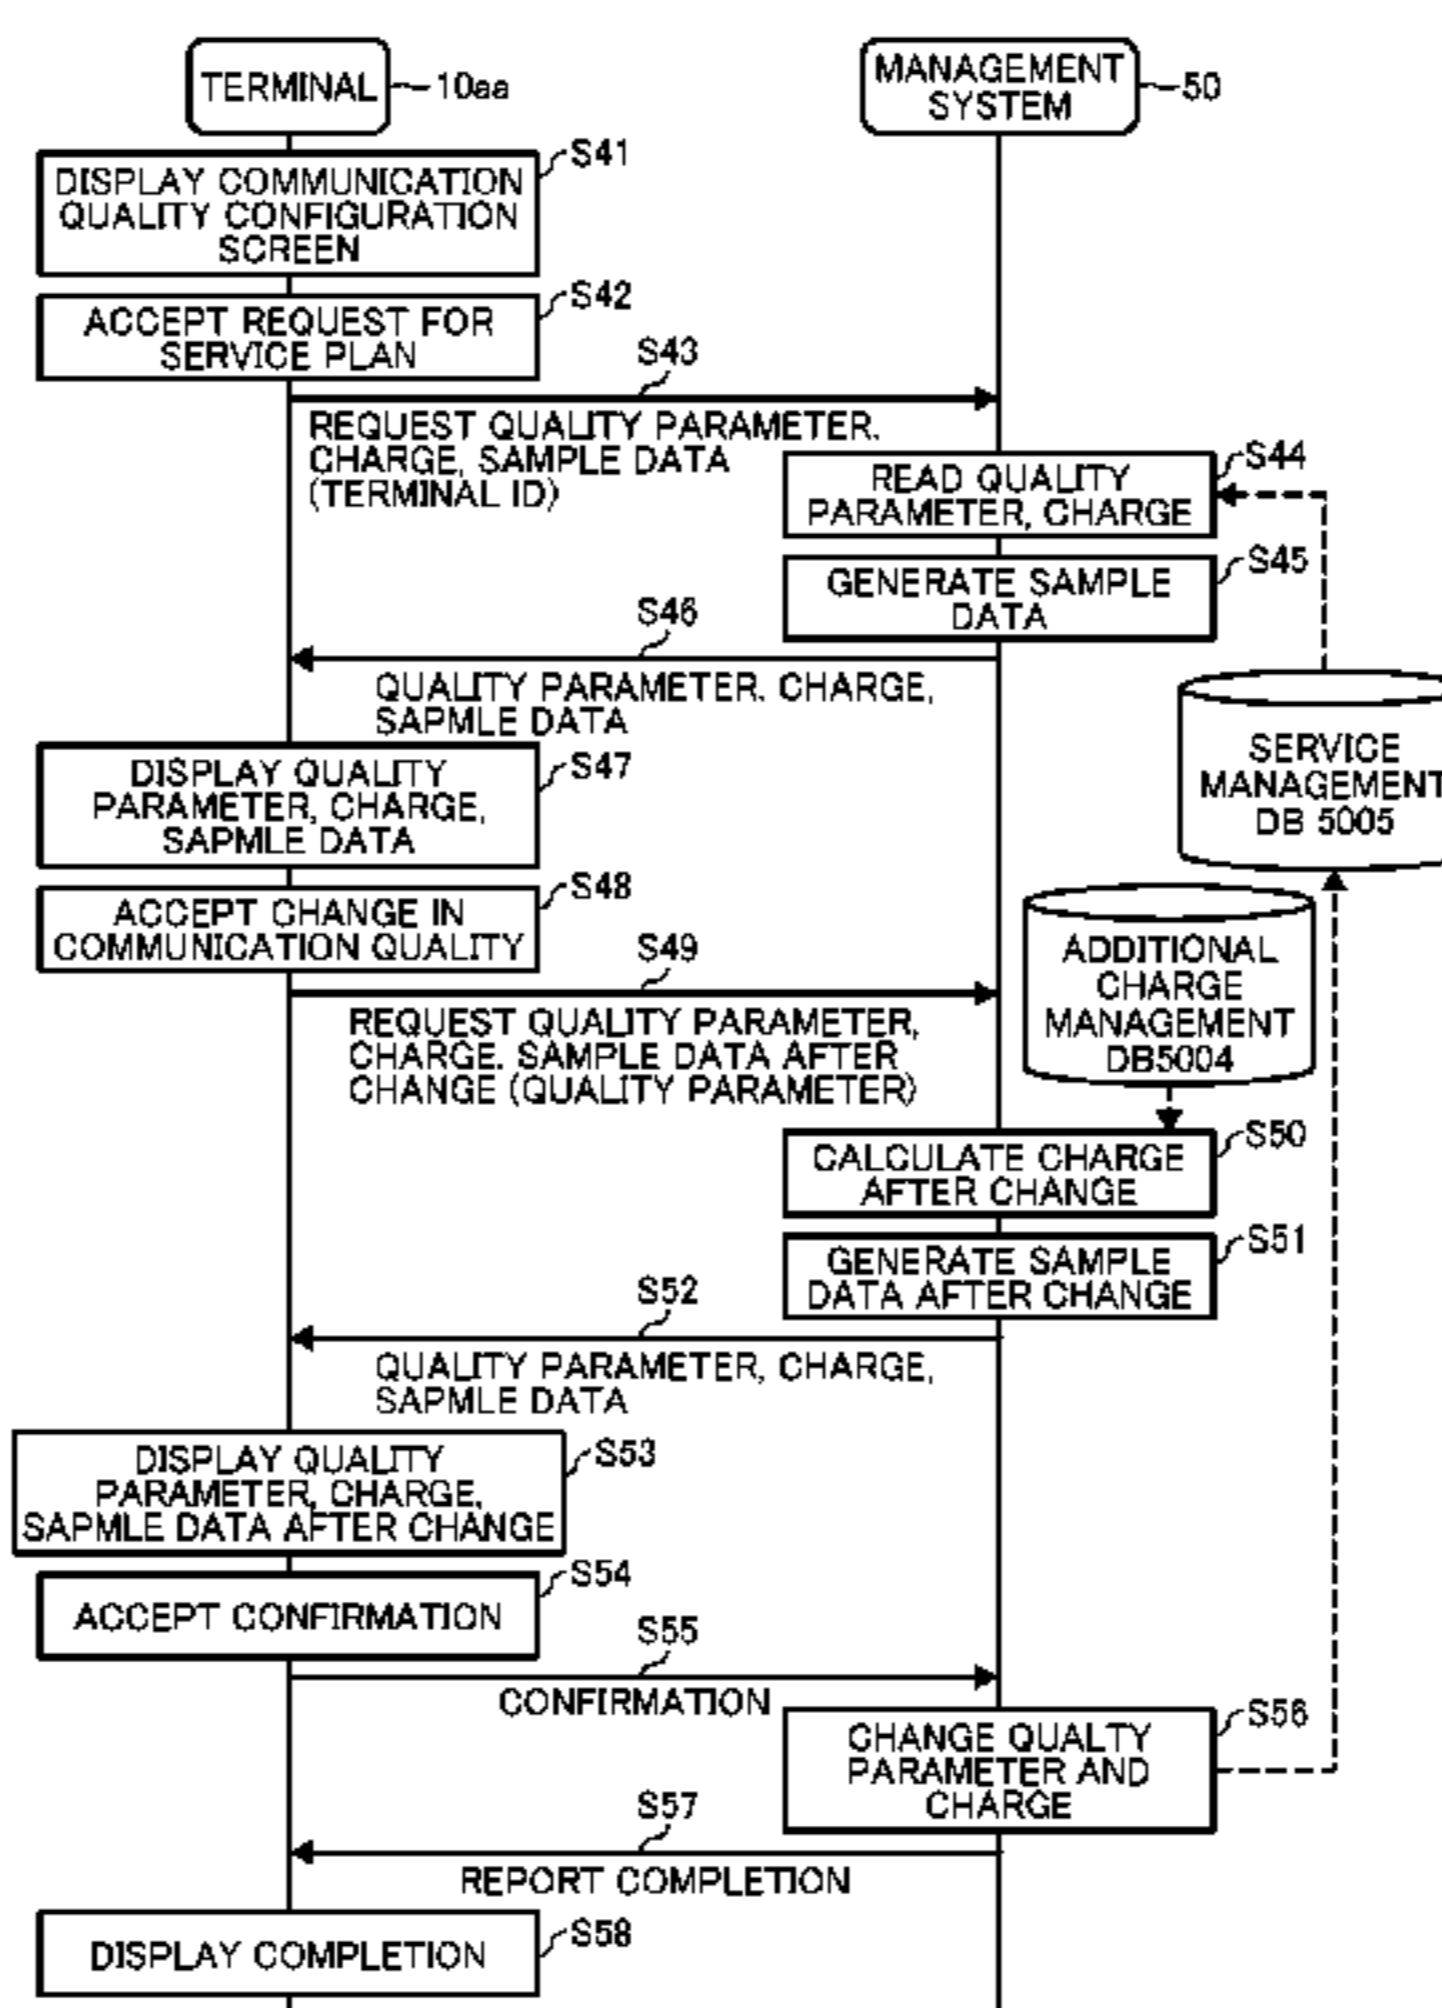 TERMINAL
10aa
MANAGEMENT
SYSTEM
50
S41
DISPLAY COMMUNICATION
QUALITY CONFIGURATION
SCREEN
S42
ACCEPT REQUEST FOR
SERVICE PLAN
S43
REQUEST QUALITY PARAMETER,
CHARGE, SAMPLE DATA
(TERMINAL ID)
S44
READ QUALITY
PARAMETER, CHARGE
S45
GENERATE SAMPLE
DATA
S46
QUALITY PARAMETER, CHARGE,
SAPMLE DATA
SERVICE
MANAGEMENT
DB 5005
S47
DISPLAY QUALITY
PARAMETER, CHARGE,
SAPMLE DATA
S48
ACCEPT CHANGE IN
COMMUNICATION QUALITY
S49
REQUEST QUALITY PARAMETER,
CHARGE, SAMPLE DATA AFTER
CHANGE (QUALITY PARAMETER)
ADDITIONAL
CHARGE
MANAGEMENT
DB5004
S50
CALCULATE CHARGE
AFTER CHANGE
S51
GENERATE SAMPLE
DATA AFTER CHANGE
S52
QUALITY PARAMETER, CHARGE,
SAPMLE DATA
S53
DISPLAY QUALITY
PARAMETER, CHARGE,
SAPMLE DATA AFTER CHANGE
S54
ACCEPT CONFIRMATION
S55
CONFIRMATION
S56
CHANGE QUALTY
PARAMETER AND
CHARGE
S57
REPORT COMPLETION
S58
DISPLAY COMPLETION